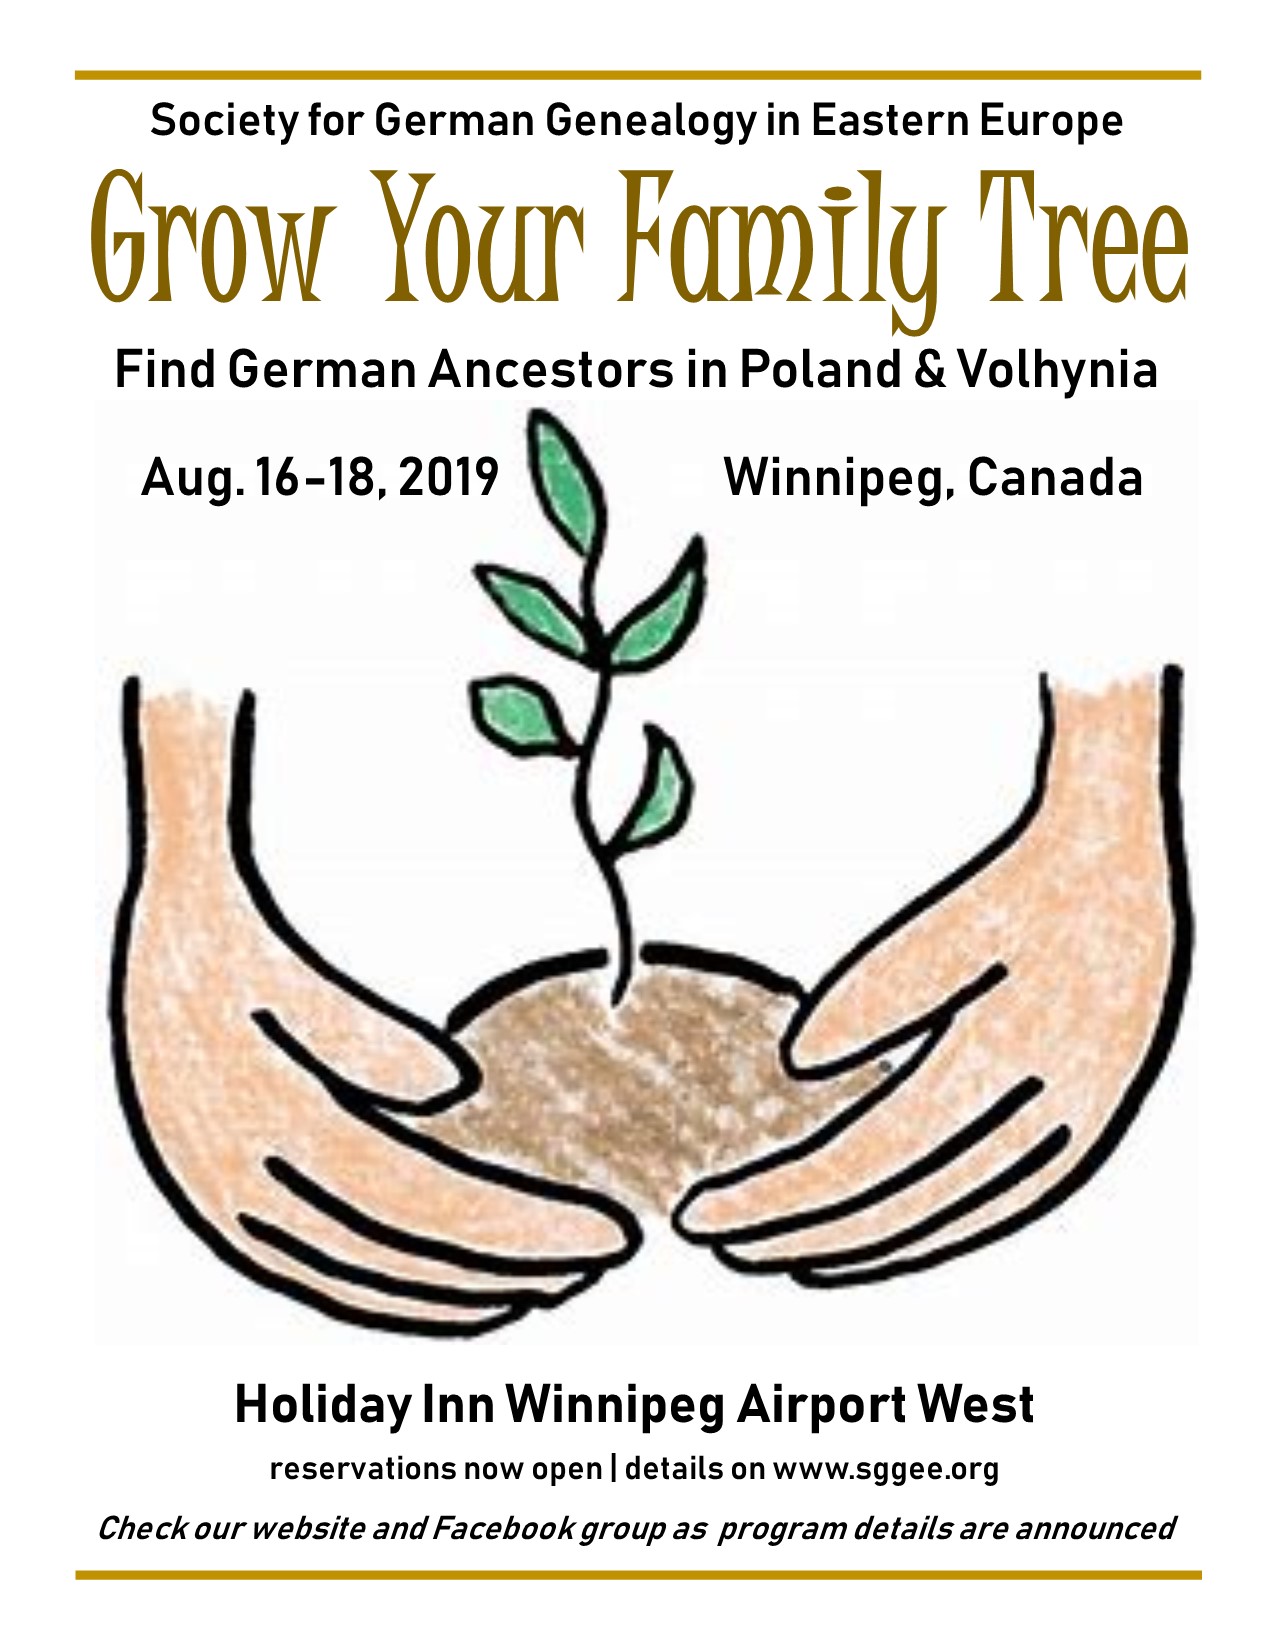 Society for German Genealogy in Eastern Europe
Grow Your Family Tree
Find German Ancestors in Poland & Volhynia
Aug. 16-18, 2019
Winnipeg, Canada
Holiday Inn Winnipeg Airport West
reservations now open | details on www.sggee.org
Check our website and Facebook group as program details are announced